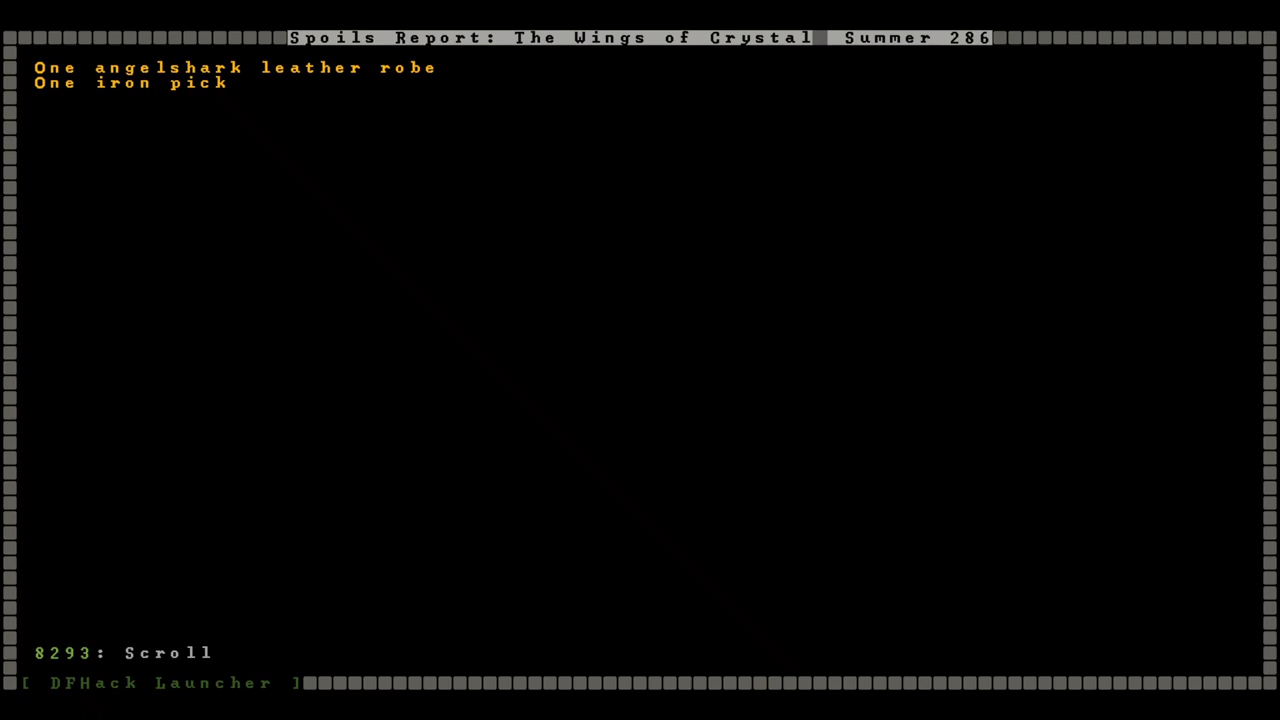 Spoils Report: The Wings of Crystal  Summer 286
One angelshark leather robe
One iron pick
8293: Scroll
[ DFHack Launcher ]